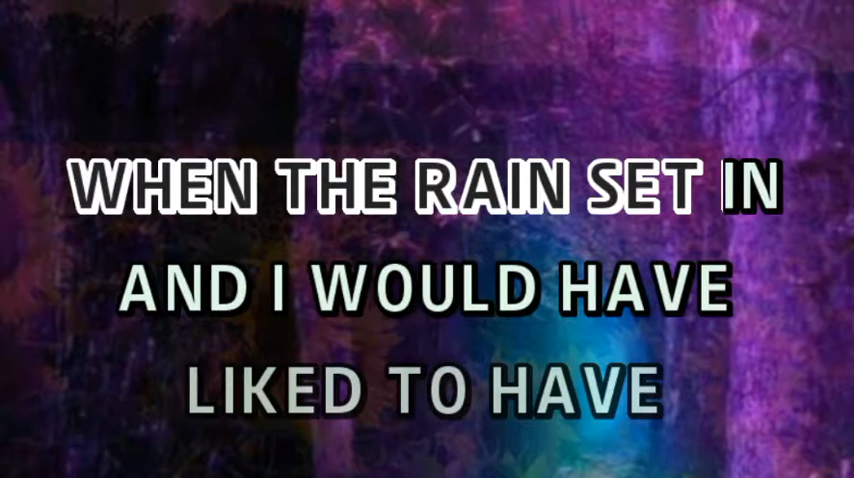 WHEN THE RAIN SET IN
AND I WOULD HAVE
LIKED TO HAVE